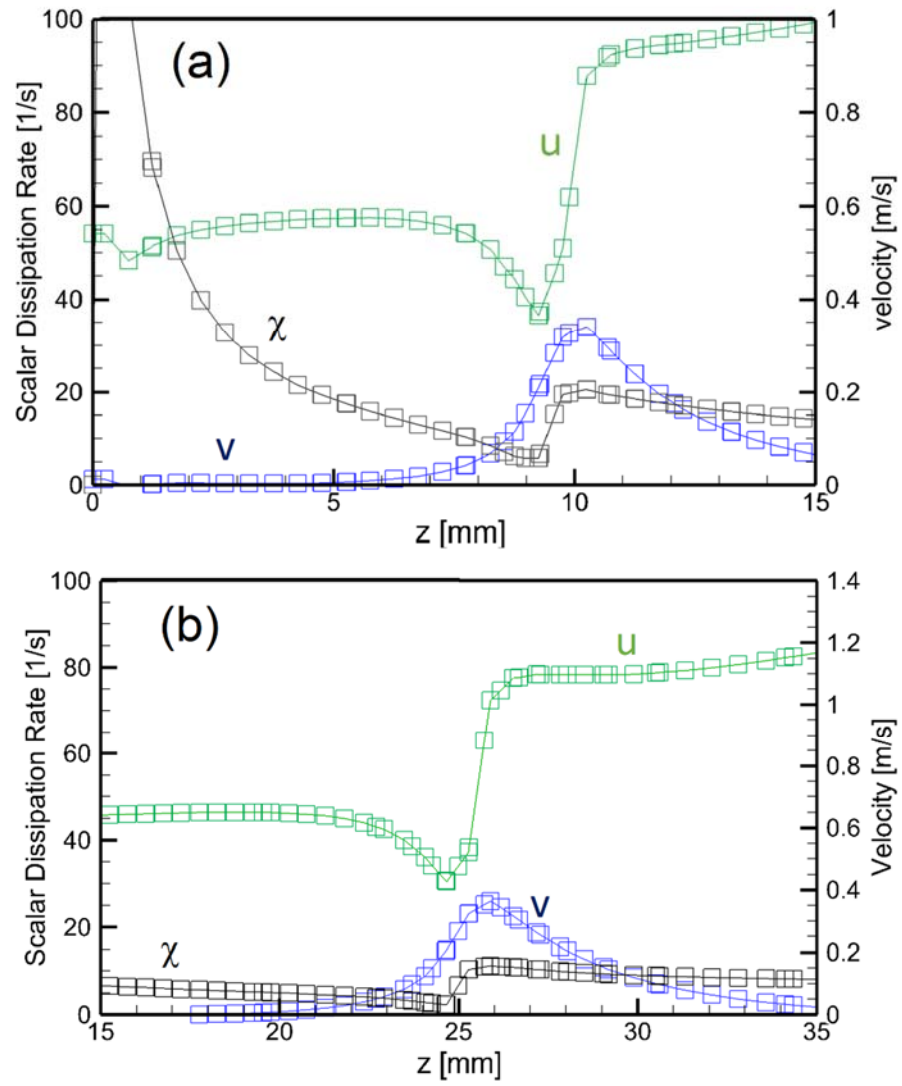 (a)
Scalar Dissipation Rate [1/s]
100
80
60
40
20
0
u
χ
v
1
0.8
0.6
0.4
0.2
0
velocity [m/s]
0 5 10 15
z [mm]
(b)
Scalar Dissipation Rate [1/s]
100
80
60
40
20
0
u
χ
v
1.4
1.2
1
0.8
0.6
0.4
0.2
0
Velocity [m/s]
15 20 25 30 35
z [mm]